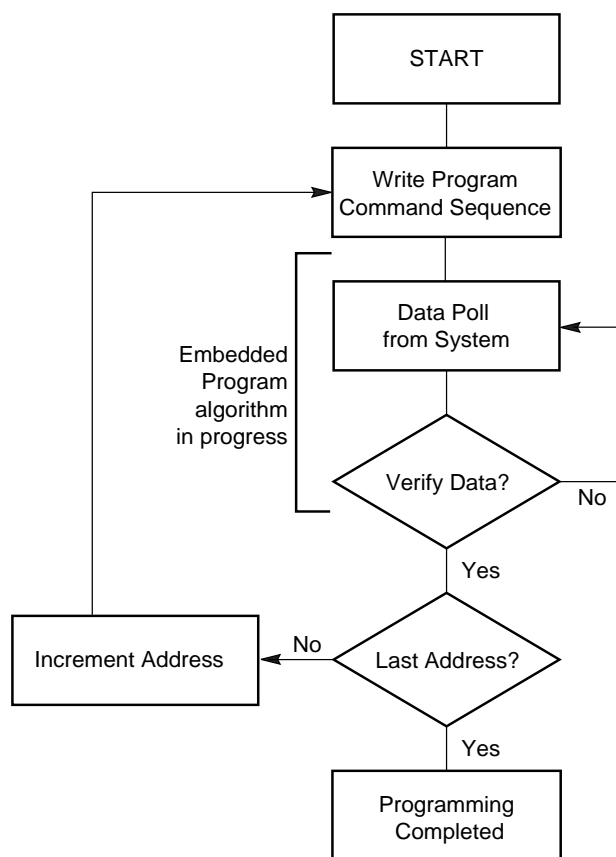 START
Write Program
Command Sequence
Data Poll
from System
Embedded
Program
algorithm
in progress
Verify Data?
No
Yes
No
Increment Address
Last Address?
Yes
Programming
Completed